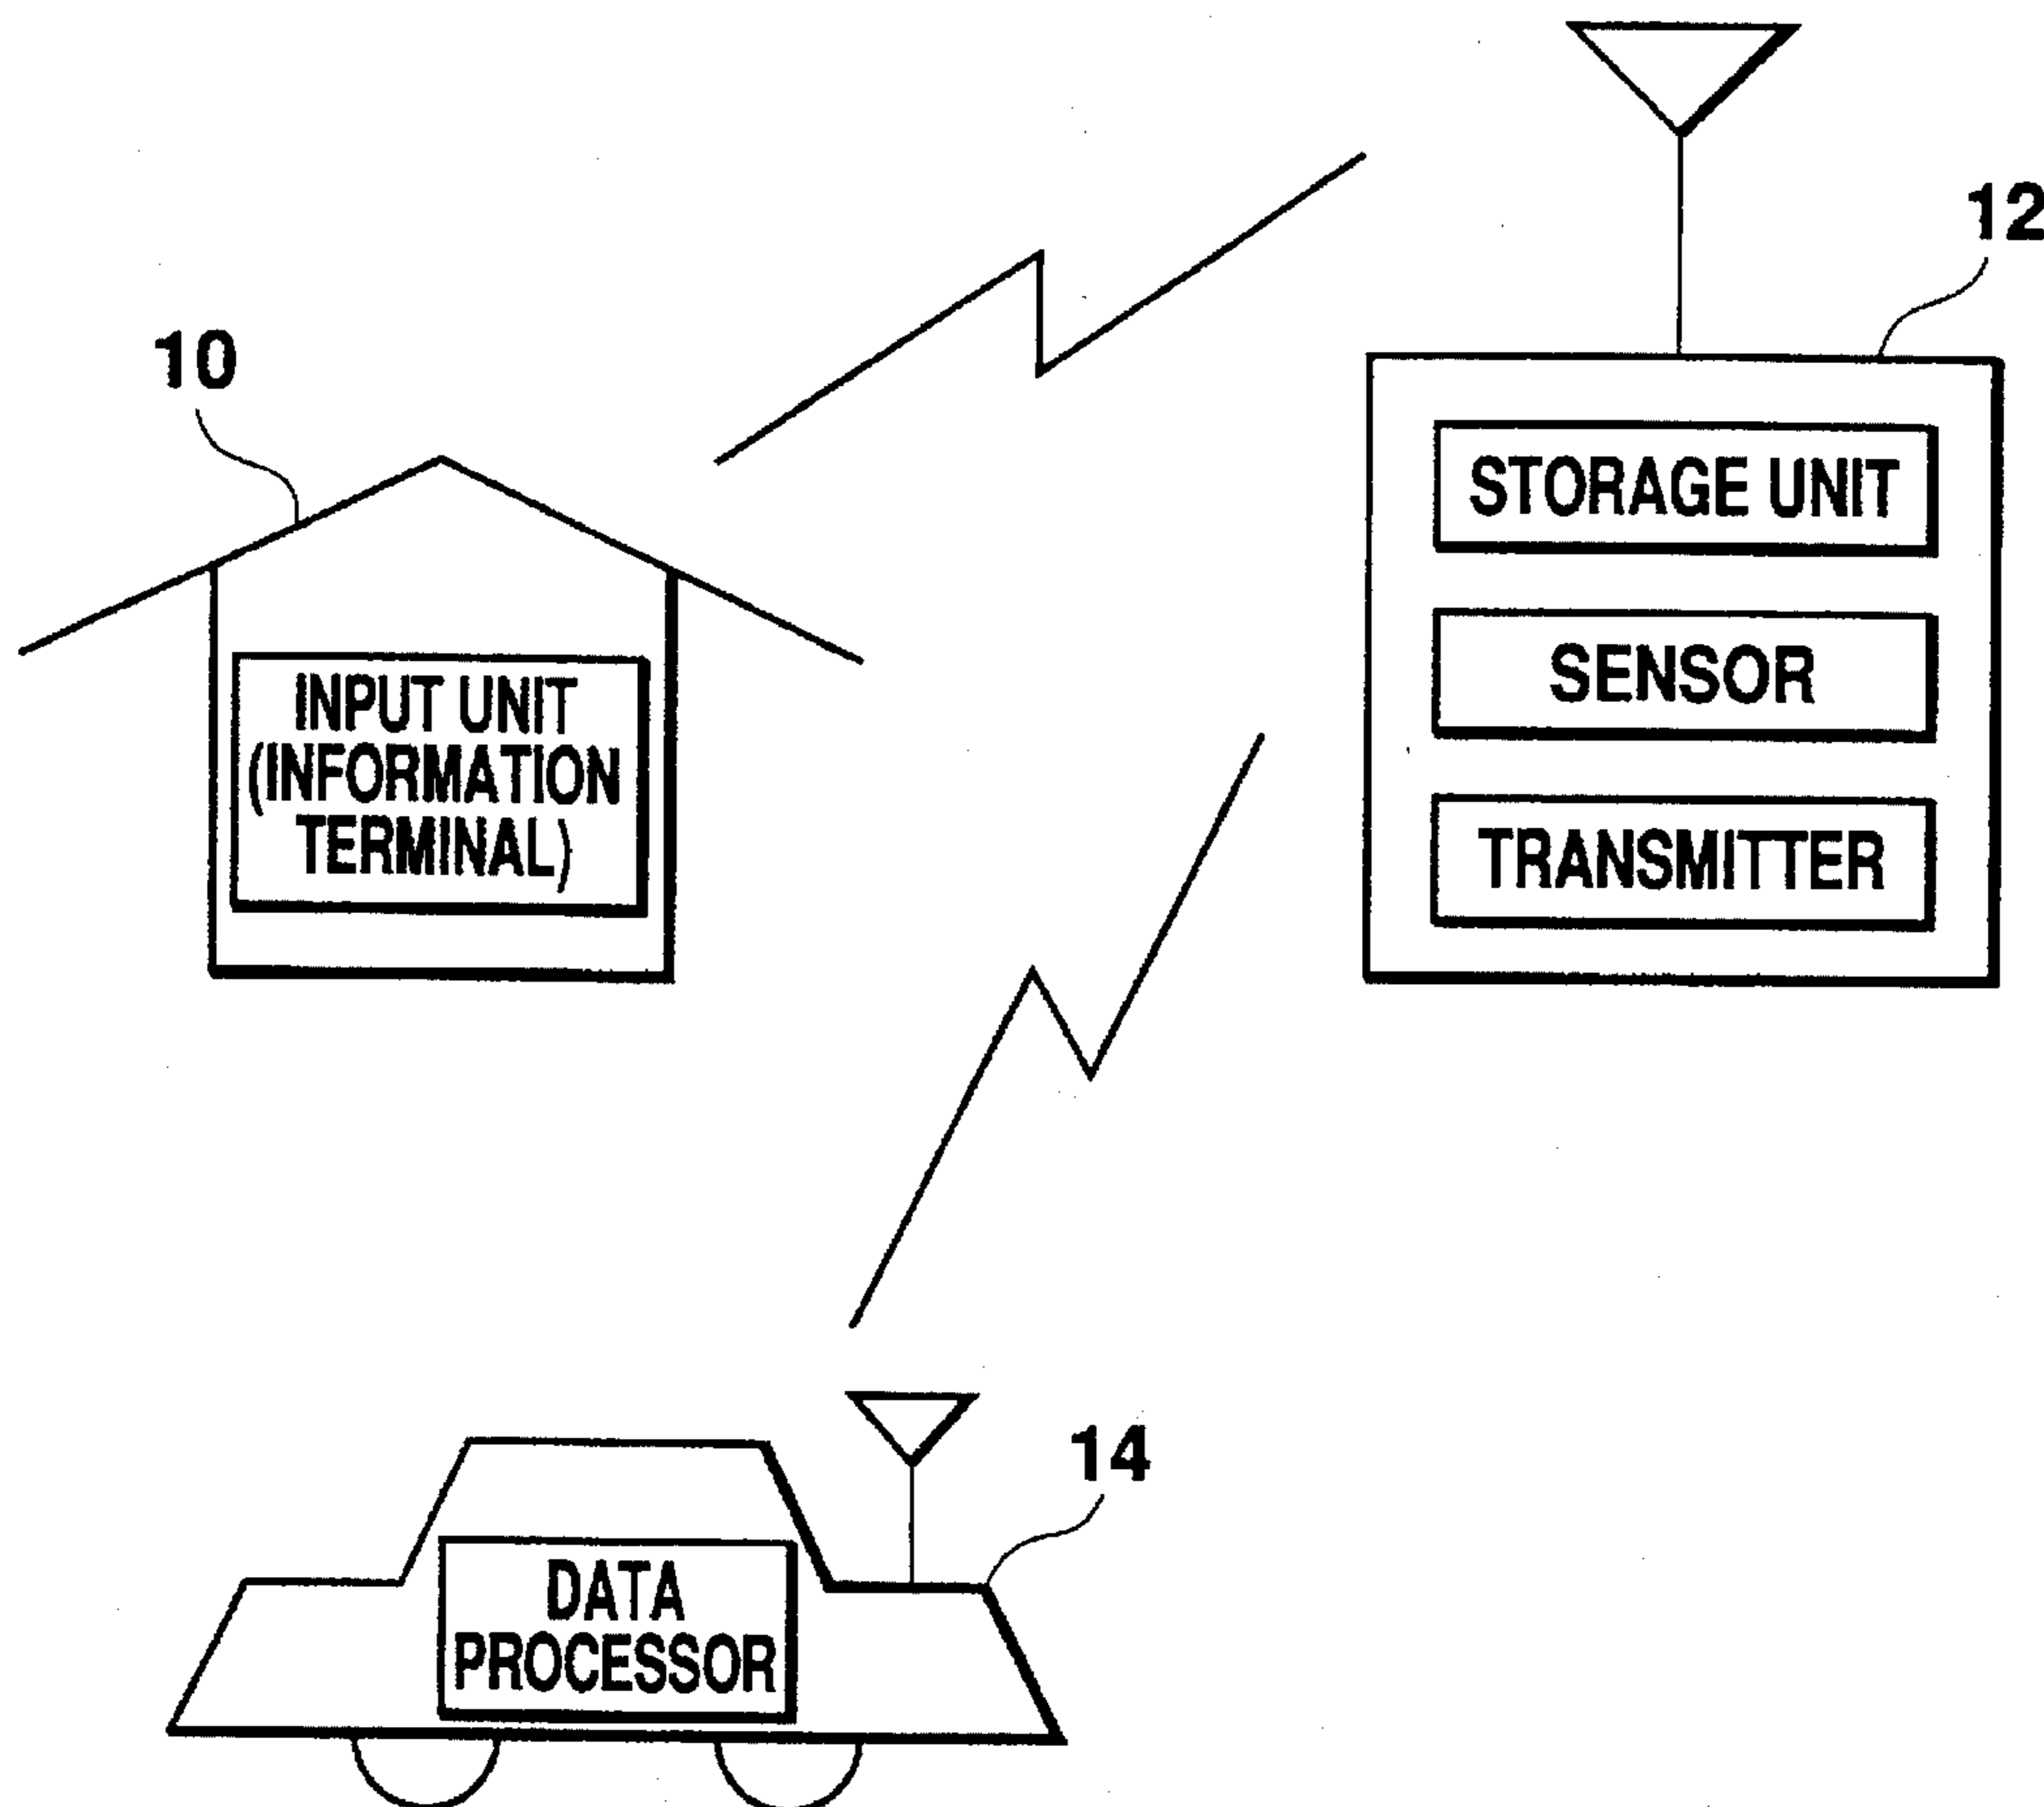 12
10
STORAGE UNIT
SENSOR
TRANSMITTER
INPUT UNIT
(INFORMATION
TERMINAL)
14
DATA
PROCESSOR